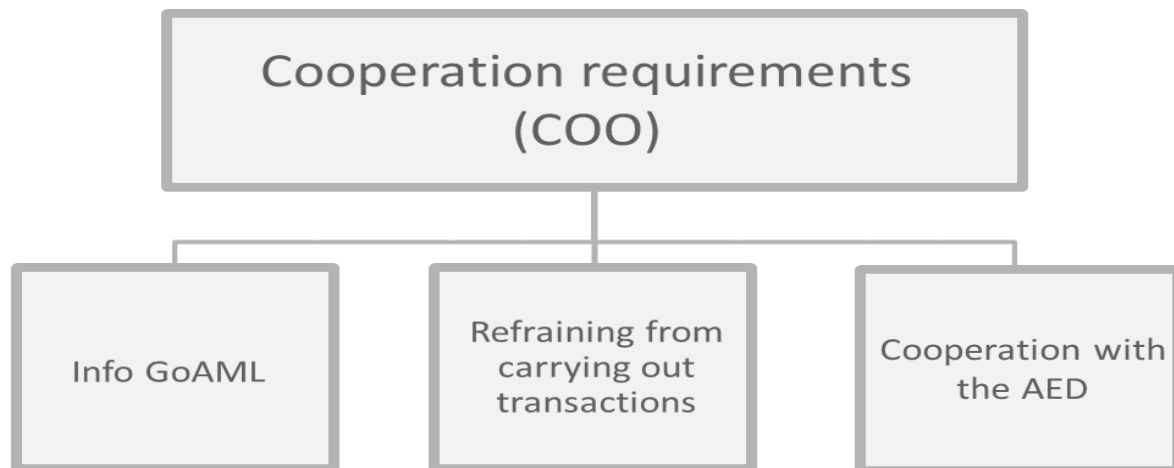 Cooperation requirements
(COO)
Info GoAML
Refraining from
carrying out
transactions
Cooperation with
the AED